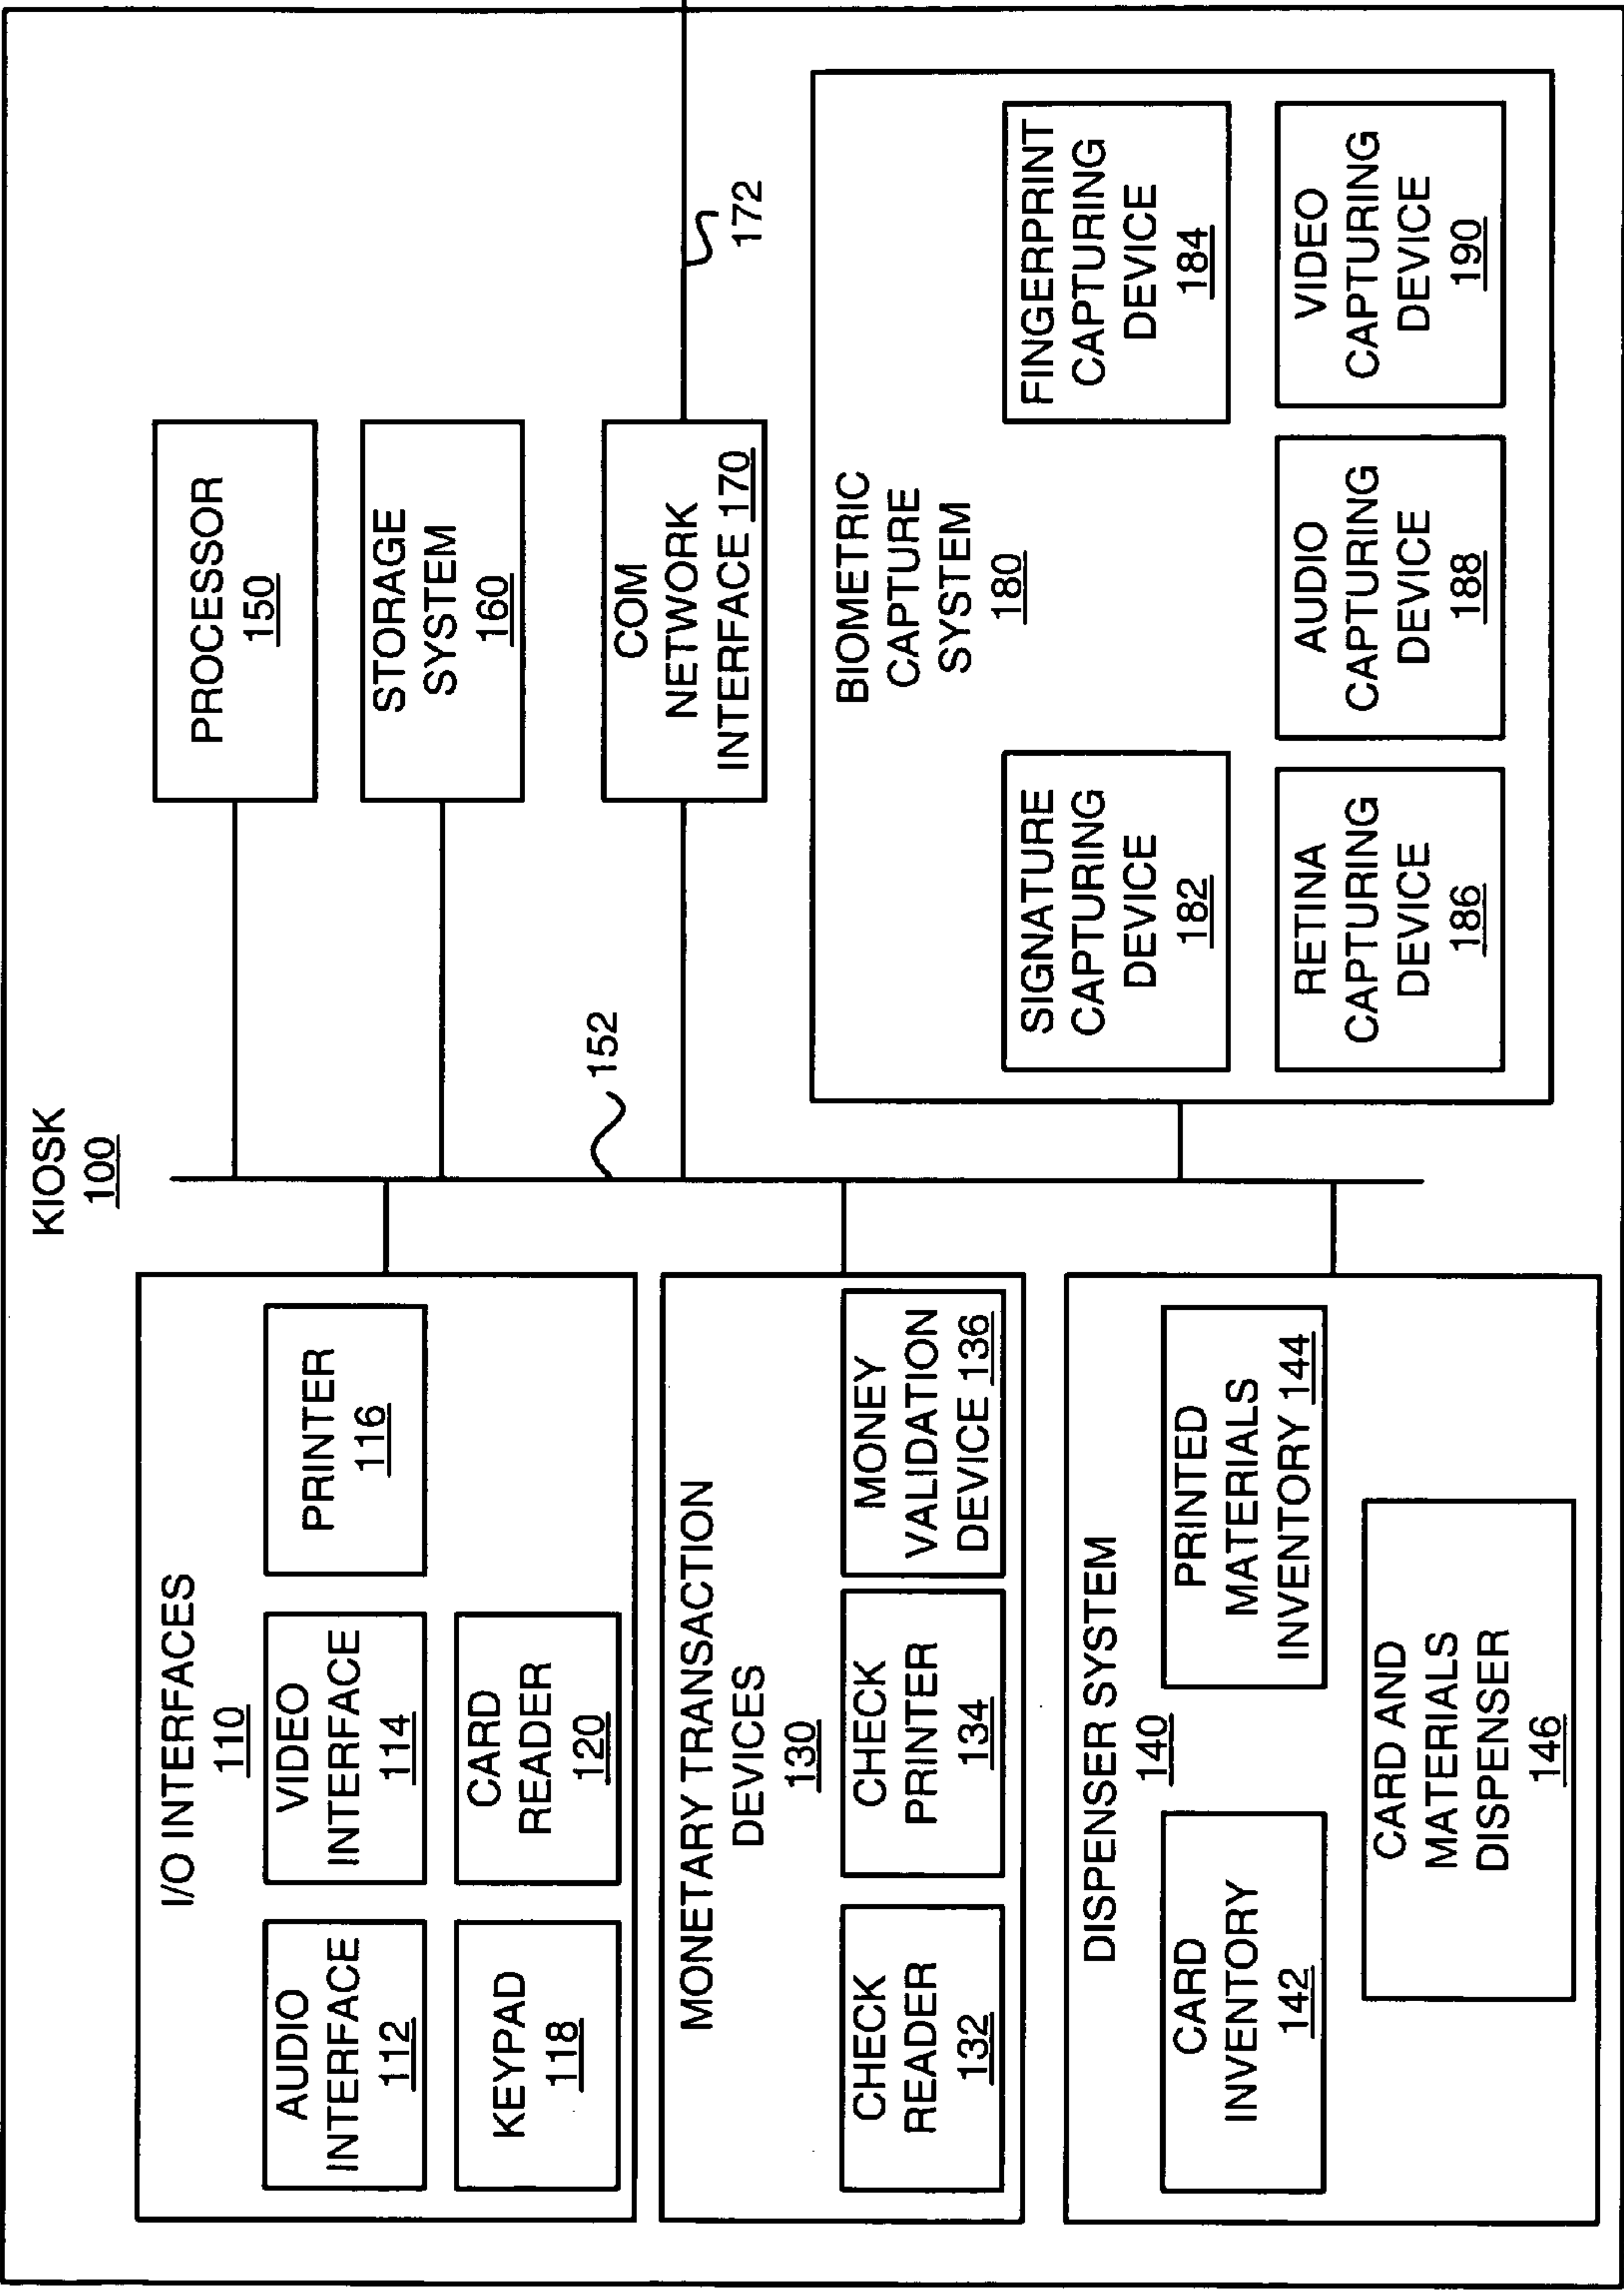 KIOSK
100
I/O INTERFACES
110
AUDIO
INTERFACE
112
VIDEO
INTERFACE
114
PRINTER
116
KEYPAD
118
CARD
READER
120
MONETARY TRANSACTION
DEVICES
130
CHECK
READER
132
CHECK
PRINTER
134
MONEY
VALIDATION
DEVICE 136
DISPENSER SYSTEM
140
CARD
INVENTORY
142
PRINTED
MATERIALS
INVENTORY 144
CARD AND
MATERIALS
DISPENSER
146
152
PROCESSOR
150
STORAGE
SYSTEM
160
COM
NETWORK
INTERFACE 170
172
BIOMETRIC
CAPTURE
SYSTEM
180
SIGNATURE
CAPTURING
DEVICE
182
FINGERPRINT
CAPTURING
DEVICE
184
RETINA
CAPTURING
DEVICE
186
AUDIO
CAPTURING
DEVICE
188
VIDEO
CAPTURING
DEVICE
190